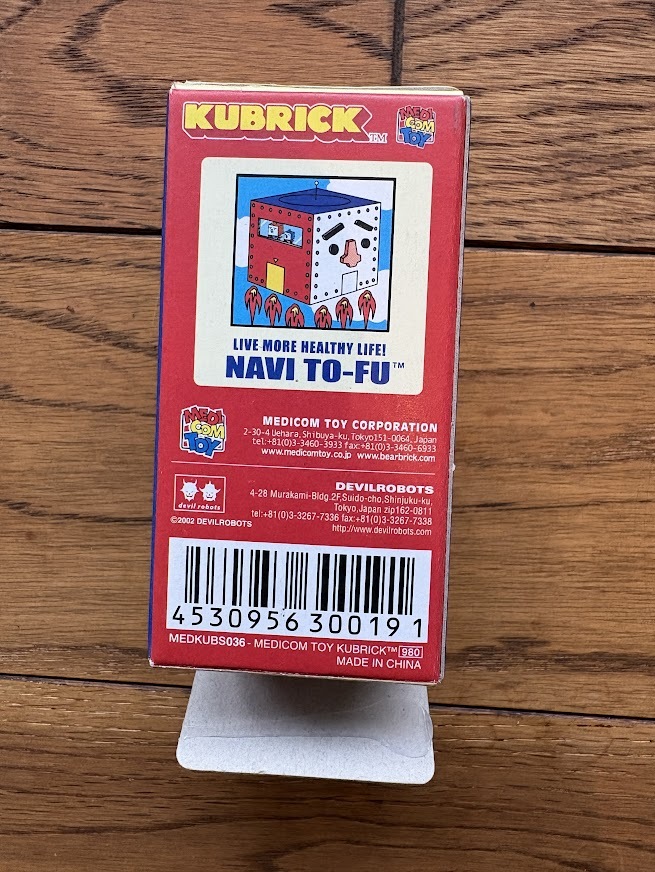 KUBRICK TM
MEDI COM TOY
LIVE MORE HEALTHY LIFE!
NAVI TO-FU™
MEDI COM TOY
MEDICOM TOY CORPORATION
2-30-4 Uehara, Shibuya-ku, Tokyo151-0064, Japan
tel:+81(0)3-3460-3933 fax:+81(0)3-3460-6933
www.medicomtoy.co.jp www.bearbrick.com
devil robots
©2002 DEVILROBOTS
DEVILROBOTS
4-28 Murakami-Bldg.2F,Suido-cho,Shinjuku-ku,
Tokyo,Japan zip162-0811
tel:+81(0)3-3267-7336 fax:+81(0)3-3267-7338
http://www.devilrobots.com
4530956300191
MEDKUBS036 - MEDICOM TOY KUBRICK™ 980
MADE IN CHINA